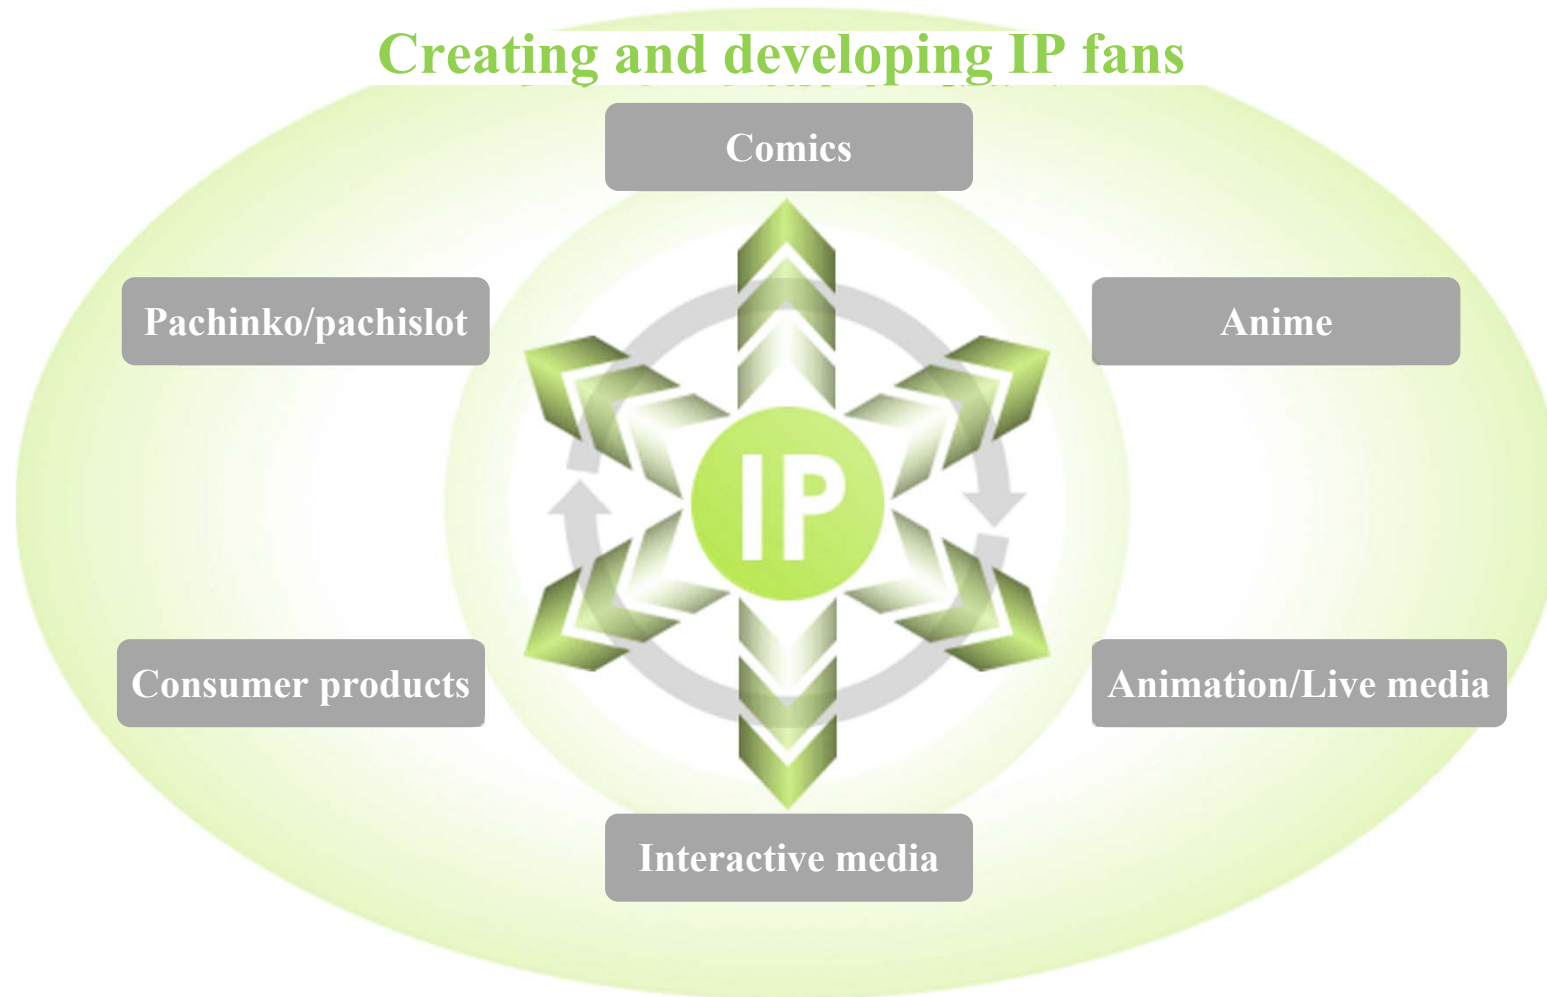 Creating and developing IP fans
Comics
Pachinko/pachislot
Anime
IP
Consumer products
Animation/Live media
Interactive media